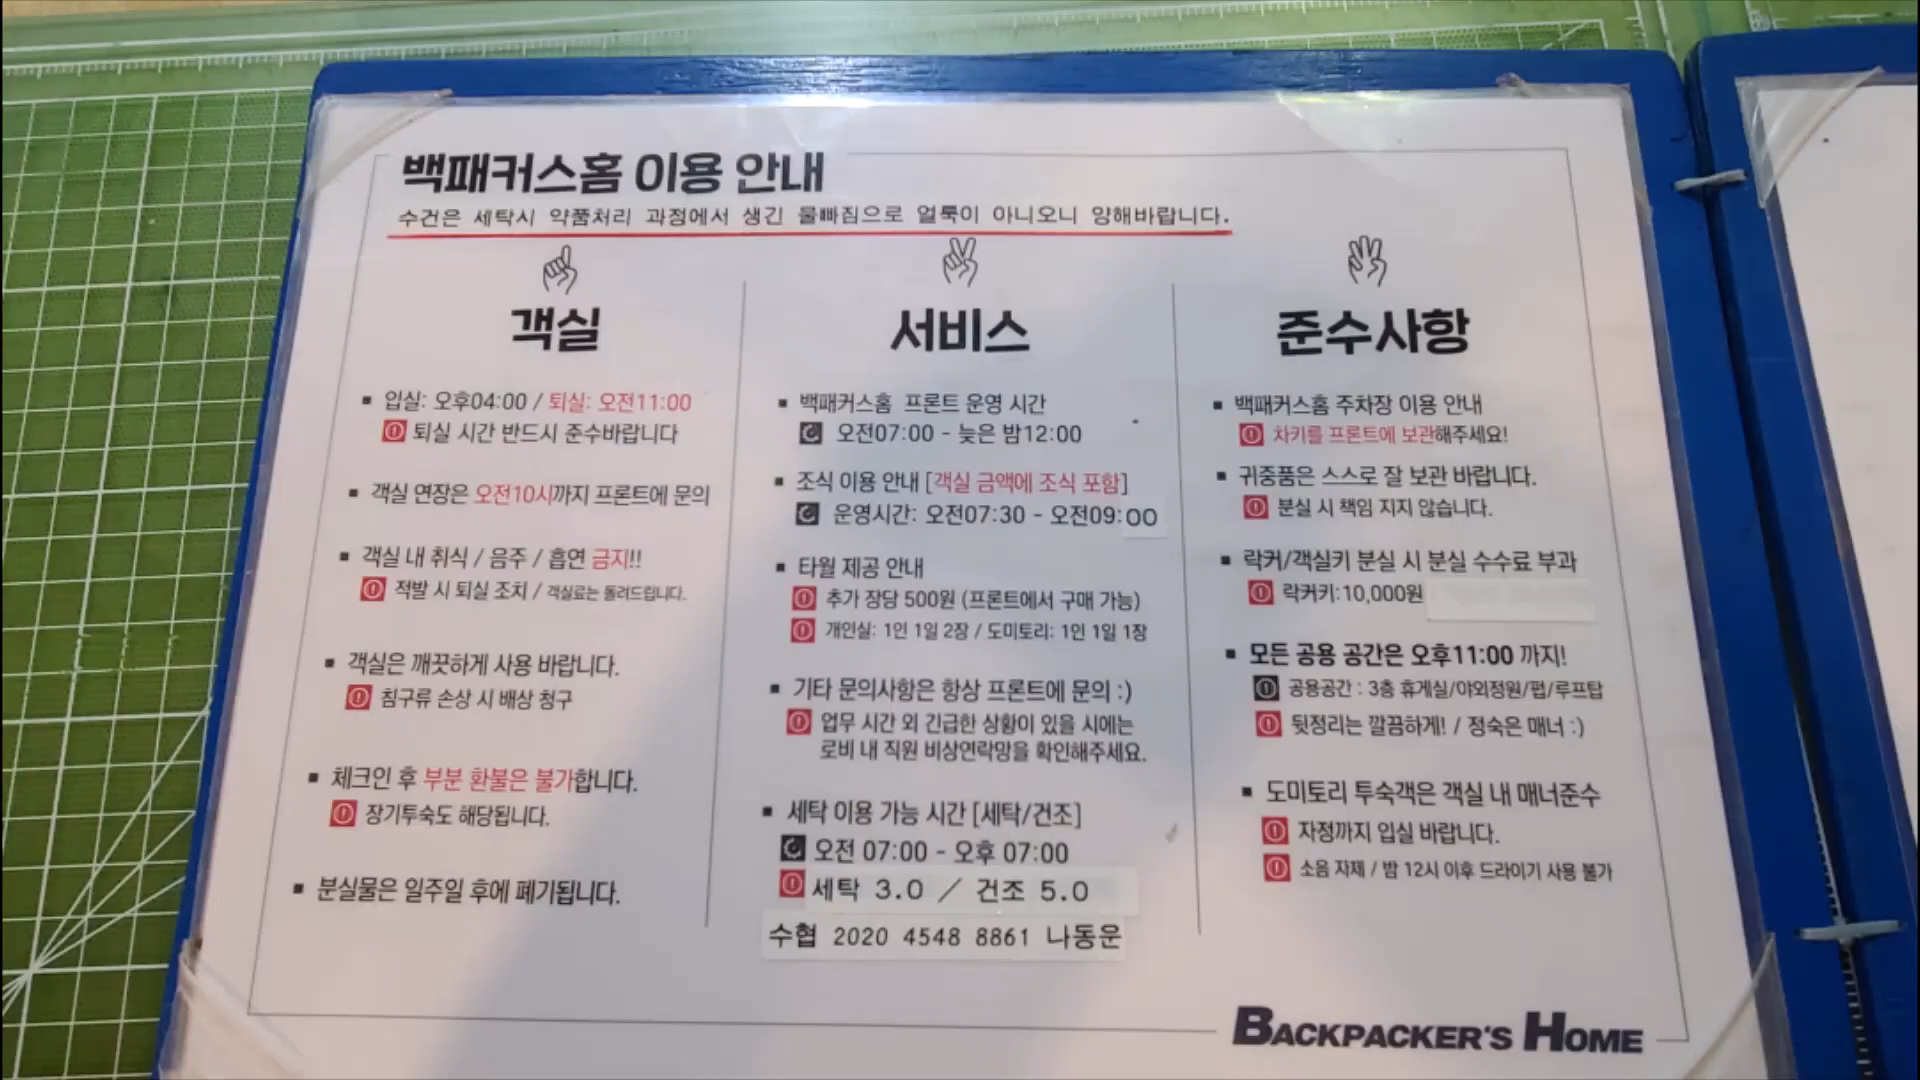 백패커스홈 이용 안내
수건은 세탁시 약품처리 과정에서 생긴 물빠짐으로 얼룩이 아니오니 양해바랍니다.
객실
입실: 오후04:00 / 퇴실: 오전11:00
퇴실 시간 반드시 준수바랍니다
객실 연장은 오전10시까지 프론트에 문의
객실 내 취식 / 음주 / 흡연 금지!!
적발 시 퇴실 조치 / 객실료는 돌려드립니다.
객실은 깨끗하게 사용 바랍니다.
침구류 손상 시 배상 청구
체크인 후 부분 환불은 불가합니다.
장기투숙도 해당됩니다.
분실물은 일주일 후에 폐기됩니다.
서비스
백패커스홈 프론트 운영 시간
오전07:00 - 늦은 밤12:00
조식 이용 안내 [객실 금액에 조식 포함]
운영시간: 오전07:30 - 오전09:00
타월 제공 안내
추가 장당 500원 (프론트에서 구매 가능)
개인실: 1인 1일 2장 / 도미토리: 1인 1일 1장
기타 문의사항은 항상 프론트에 문의 :)
업무 시간 외 긴급한 상황이 있을 시에는
로비 내 직원 비상연락망을 확인해주세요.
세탁 이용 가능 시간 [세탁/건조]
오전 07:00 - 오후 07:00
세탁 3.0 / 건조 5.0
수협 2020 4548 8861 나동운
준수사항
백패커스홈 주차장 이용 안내
차키를 프론트에 보관해주세요!
귀중품은 스스로 잘 보관 바랍니다.
분실 시 책임 지지 않습니다.
락커/객실키 분실 시 분실 수수료 부과
락커키:10,000원
모든 공용 공간은 오후11:00 까지!
공용공간 : 3층 휴게실/야외정원/펍/루프탑
뒷정리는 깔끔하게! / 정숙은 매너 :)
도미토리 투숙객은 객실 내 매너준수
자정까지 입실 바랍니다.
소음 자제 / 밤 12시 이후 드라이기 사용 불가
BACKPACKER'S HOME